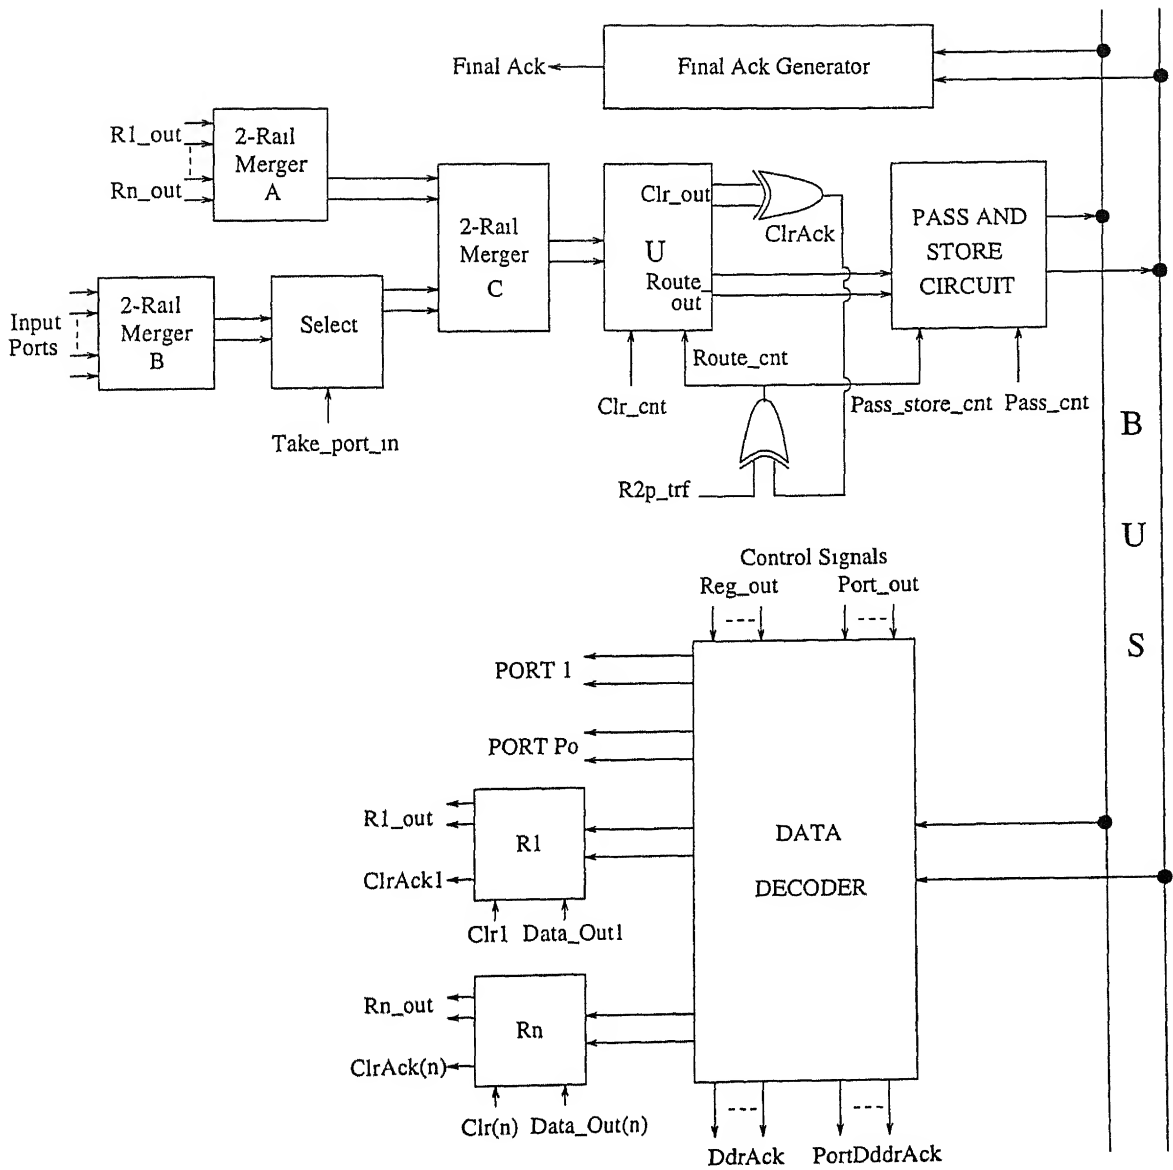 Final Ack
Final Ack Generator
R1_out
Rn_out
2-Rail
Merger
A
2-Rail
Merger
C
Clr_out
U
Route_
out
ClrAck
PASS AND
STORE
CIRCUIT
Input
Ports
2-Rail
Merger
B
Select
Take_port_in
Clr_cnt
Route_cnt
Pass_store_cnt
Pass_cnt
R2p_trf
B
U
S
Control Signals
Reg_out
Port_out
PORT 1
PORT Po
R1_out
ClrAck1
R1
Clr1
Data_Out1
DATA
DECODER
Rn_out
ClrAck(n)
Rn
Clr(n)
Data_Out(n)
DdrAck
PortDddrAck